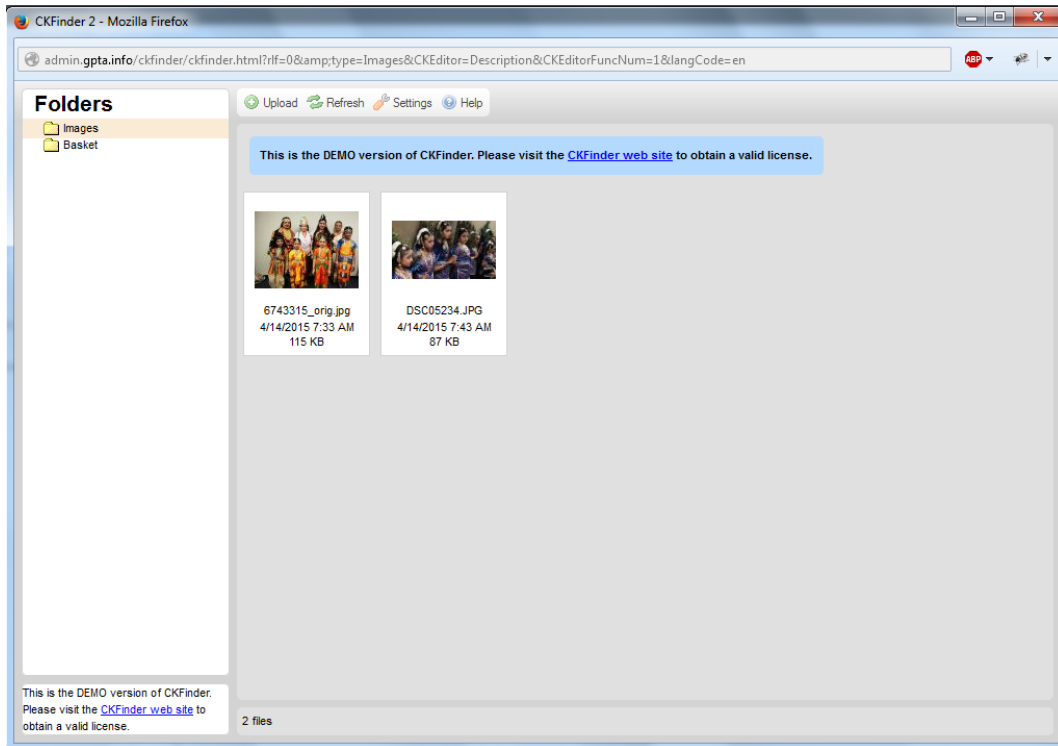 CKFinder 2 - Mozilla Firefox
admin.gpta.info/ckfinder/ckfinder.html?rlf=0&amp;type=Images&CKEditor=Description&CKEditorFuncNum=1&langCode=en
ABP
Folders
Images
Basket
Upload Refresh Settings Help
This is the DEMO version of CKFinder. Please visit the CKFinder web site to obtain a valid license.
6743315_orig.jpg
4/14/2015 7:33 AM
115 KB
DSC05234.JPG
4/14/2015 7:43 AM
87 KB
This is the DEMO version of CKFinder.
Please visit the CKFinder web site to
obtain a valid license.
2 files